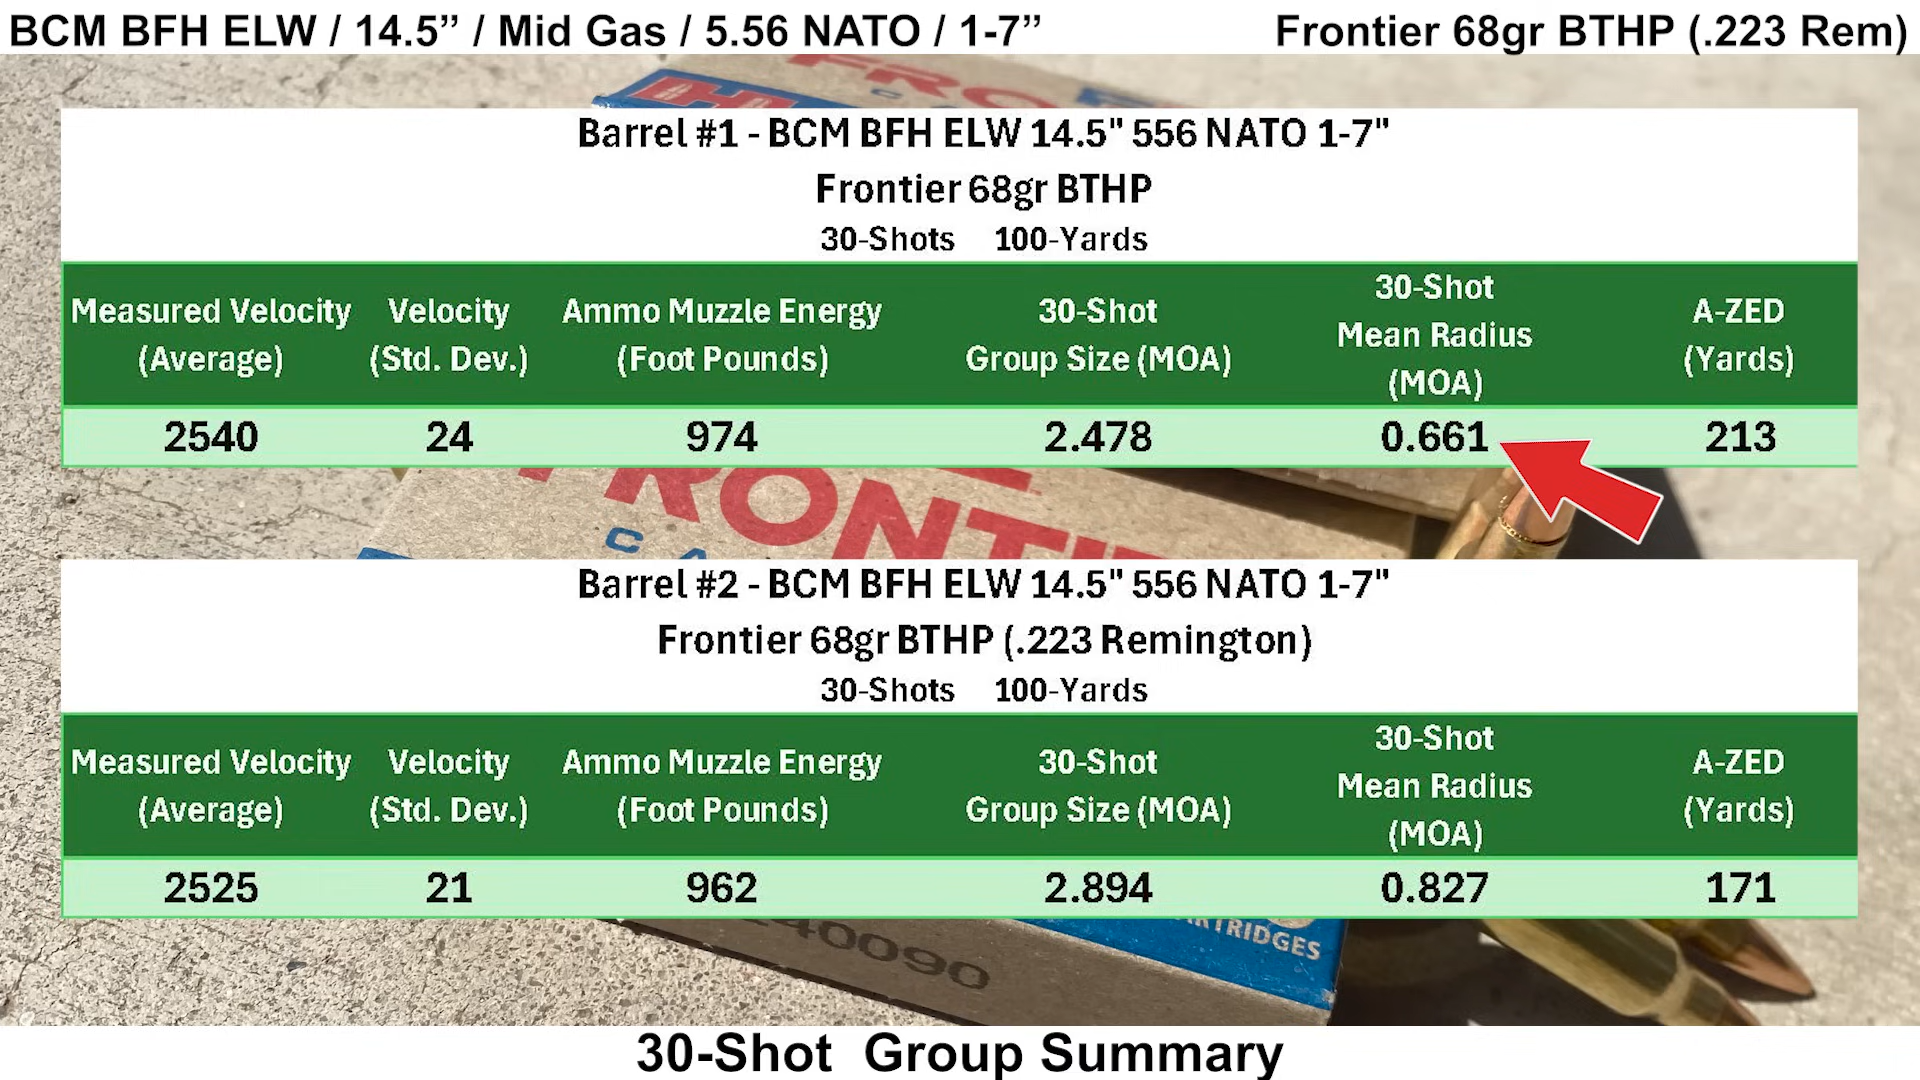 BCM BFH ELW / 14.5” / Mid Gas / 5.56 NATO / 1-7”
Frontier 68gr BTHP (.223 Rem)
Barrel #1 - BCM BFH ELW 14.5" 556 NATO 1-7"
Frontier 68gr BTHP
30-Shots 100-Yards
Measured Velocity (Average)
Velocity (Std. Dev.)
Ammo Muzzle Energy (Foot Pounds)
30-Shot Group Size (MOA)
30-Shot Mean Radius (MOA)
A-ZED (Yards)
2540 24 974 2.478 0.661 213
Barrel #2 - BCM BFH ELW 14.5" 556 NATO 1-7"
Frontier 68gr BTHP (.223 Remington)
30-Shots 100-Yards
Measured Velocity (Average)
Velocity (Std. Dev.)
Ammo Muzzle Energy (Foot Pounds)
30-Shot Group Size (MOA)
30-Shot Mean Radius (MOA)
A-ZED (Yards)
2525 21 962 2.894 0.827 171
30-Shot Group Summary